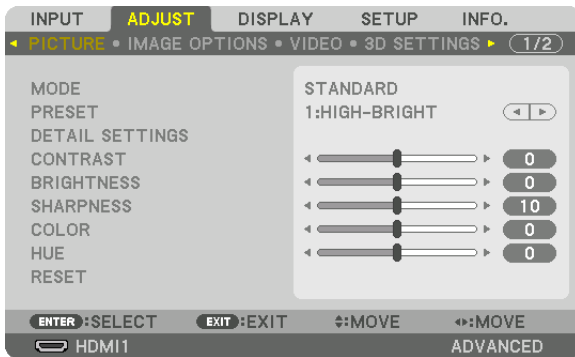 INPUT ADJUST DISPLAY SETUP INFO.
PICTURE • IMAGE OPTIONS • VIDEO • 3D SETTINGS 1/2
MODE STANDARD
PRESET 1:HIGH-BRIGHT
DETAIL SETTINGS
CONTRAST 0
BRIGHTNESS 0
SHARPNESS 10
COLOR 0
HUE 0
RESET
ENTER :SELECT EXIT :EXIT :MOVE :MOVE
HDMI1 ADVANCED